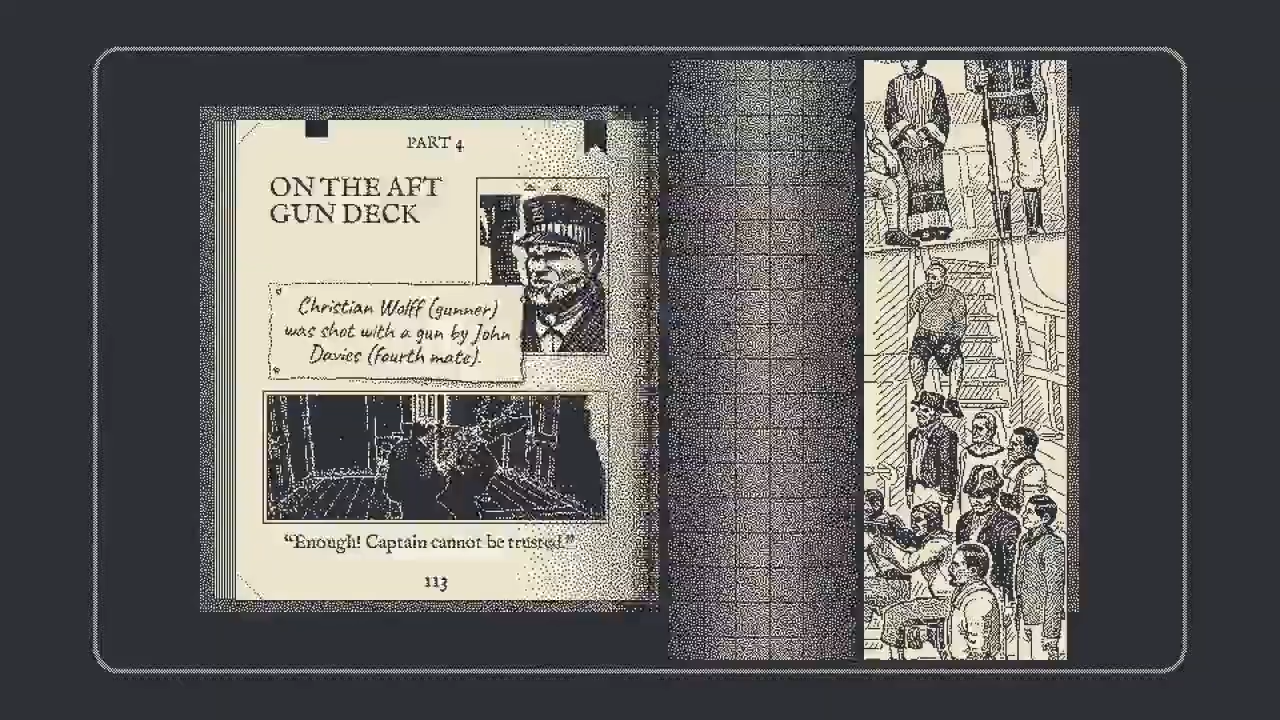 PART 4
ON THE AFT
GUN DECK
Christian Wolff (gunner)
was shot with a gun by John
Davies (fourth mate).
“Enough! Captain cannot be trusted.”
113